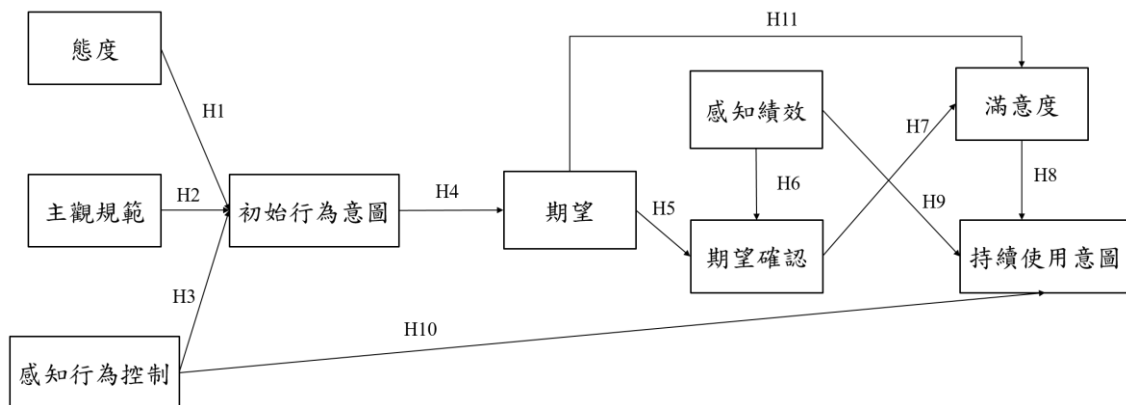 H11
態度
感知績效
滿意度
H1
H7
主觀規範
H2
初始行為意圖
H4
期望
H5
H6
H9
H8
期望確認
持續使用意圖
H3
H10
感知行為控制